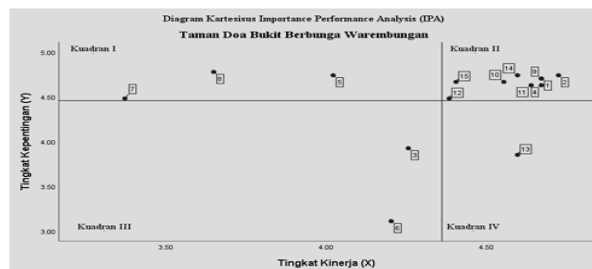 Diagram Kartesisus Importance Performance Analysis (IPA)
Taman Doa Bukit Berbunga Warembungan
Kuadran I
Kuadran II
5.00
4.50
4.00
3.50
3.00
Tingkat Kepentingan (Y)
7
8
5
14
9
15
10
2
12
11
4
1
3
13
6
Kuadran III
Kuadran IV
3.50
4.00
4.50
Tingkat Kinerja (X)